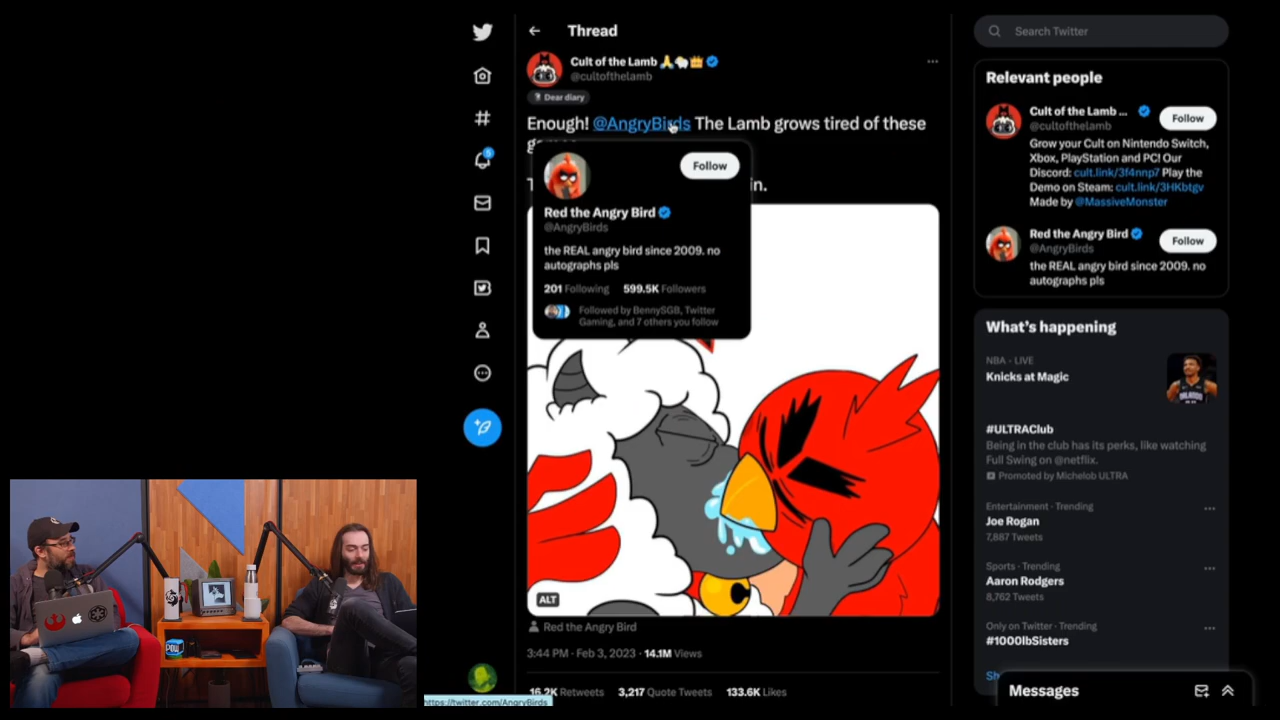 Thread
Cult of the Lamb 🙏🐑👑
@cultofthelamb
Dear diary
Enough! @AngryBirds The Lamb grows tired of these
in.
Follow
Red the Angry Bird
@AngryBirds
the REAL angry bird since 2009. no
autographs pls
201 Following 599.5K Followers
Followed by BennySGB, Twitter
Gaming, and 7 others you follow
ALT
Red the Angry Bird
3:44 PM · Feb 3, 2023 · 14.1M Views
16.2K Retweets 3,217 Quote Tweets 133.6K Likes
https://twitter.com/AngryBirds
5
Search Twitter
Relevant people
Cult of the Lamb ...
@cultofthelamb
Follow
Grow your Cult on Nintendo Switch,
Xbox, PlayStation and PC! Our
Discord: cult.link/3f4nnp7 Play the
Demo on Steam: cult.link/3HKbtgv
Made by @MassiveMonster
Red the Angry Bird
@AngryBirds
Follow
the REAL angry bird since 2009. no
autographs pls
What's happening
NBA · LIVE
Knicks at Magic
#ULTRAClub
Being in the club has its perks, like watching
Full Swing on @netflix.
Promoted by Michelob ULTRA
Entertainment · Trending
Joe Rogan
7,887 Tweets
Sports · Trending
Aaron Rodgers
8,762 Tweets
Only on Twitter · Trending
#1000lbSisters
Sh
Messages
POW